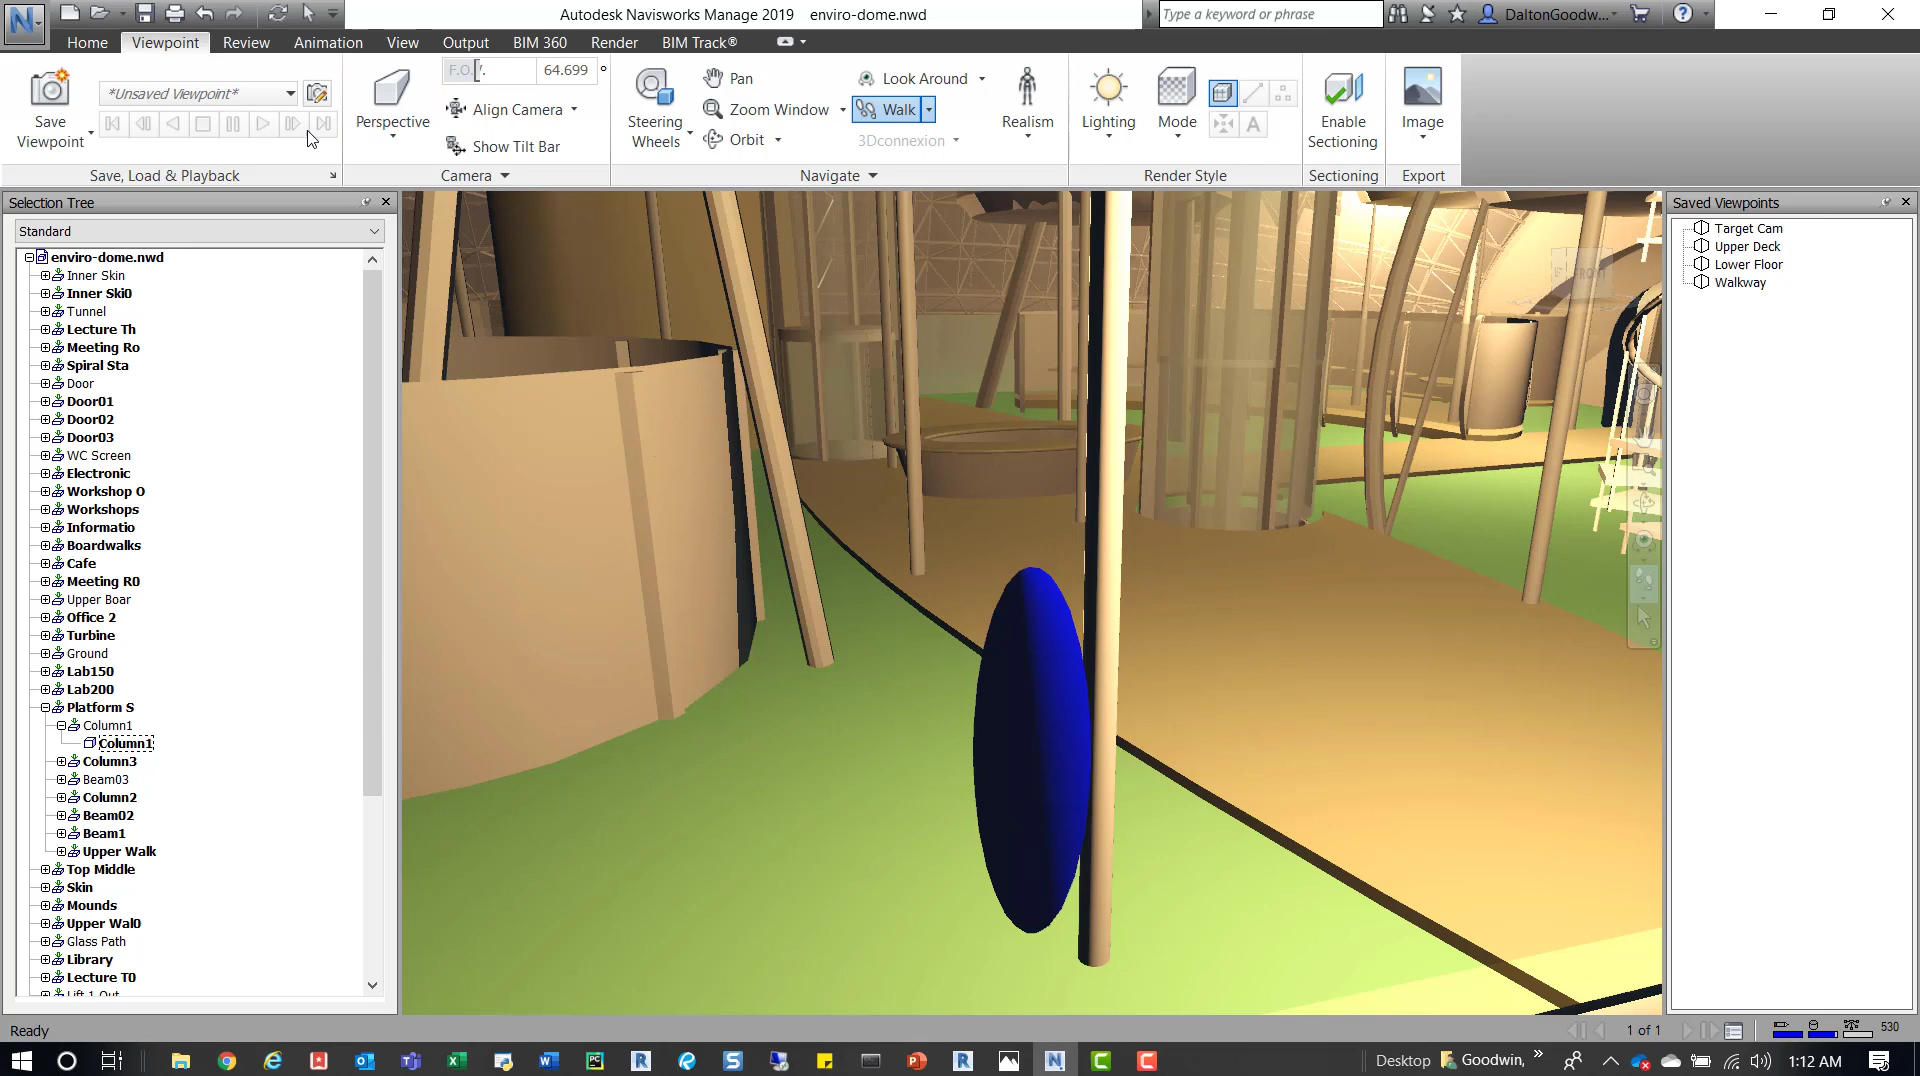 Autodesk Navisworks Manage 2019 enviro-dome.nwd
Type a keyword or phrase
DaltonGoodw...
Home Viewpoint Review Animation View Output BIM 360 Render BIM Track®
Save Viewpoint
*Unsaved Viewpoint*
Save, Load & Playback
Perspective
F.O.V. 64.699 °
Align Camera
Show Tilt Bar
Camera
Steering Wheels
Pan
Zoom Window
Orbit
Look Around
Walk
3Dconnexion
Navigate
Realism
Lighting
Mode
A
Render Style
Enable Sectioning
Sectioning
Image
Export
Selection Tree
Standard
enviro-dome.nwd
Inner Skin
Inner Ski0
Tunnel
Lecture Th
Meeting Ro
Spiral Sta
Door
Door01
Door02
Door03
WC Screen
Electronic
Workshop O
Workshops
Informatio
Boardwalks
Cafe
Meeting R0
Upper Boar
Office 2
Turbine
Ground
Lab150
Lab200
Platform S
Column1
Column1
Column3
Beam03
Column2
Beam02
Beam1
Upper Walk
Top Middle
Skin
Mounds
Upper Wal0
Glass Path
Library
Lecture T0
Lift 1 Out
FRONT
Saved Viewpoints
Target Cam
Upper Deck
Lower Floor
Walkway
Ready
1 of 1
530
Desktop
Goodwin,
1:12 AM